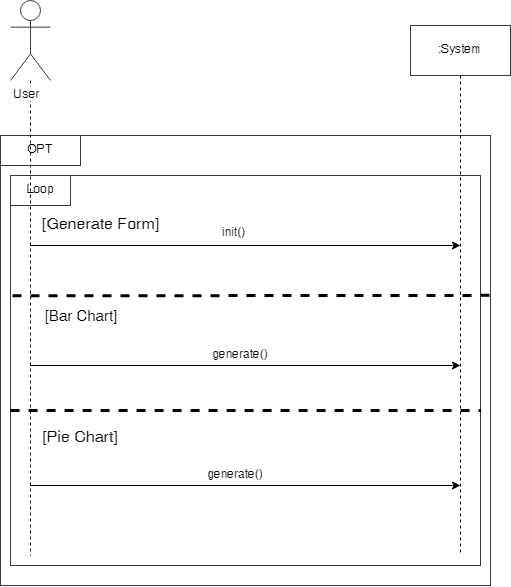 :System
User
OPT
Loop
[Generate Form]
init()
[Bar Chart]
generate()
[Pie Chart]
generate()